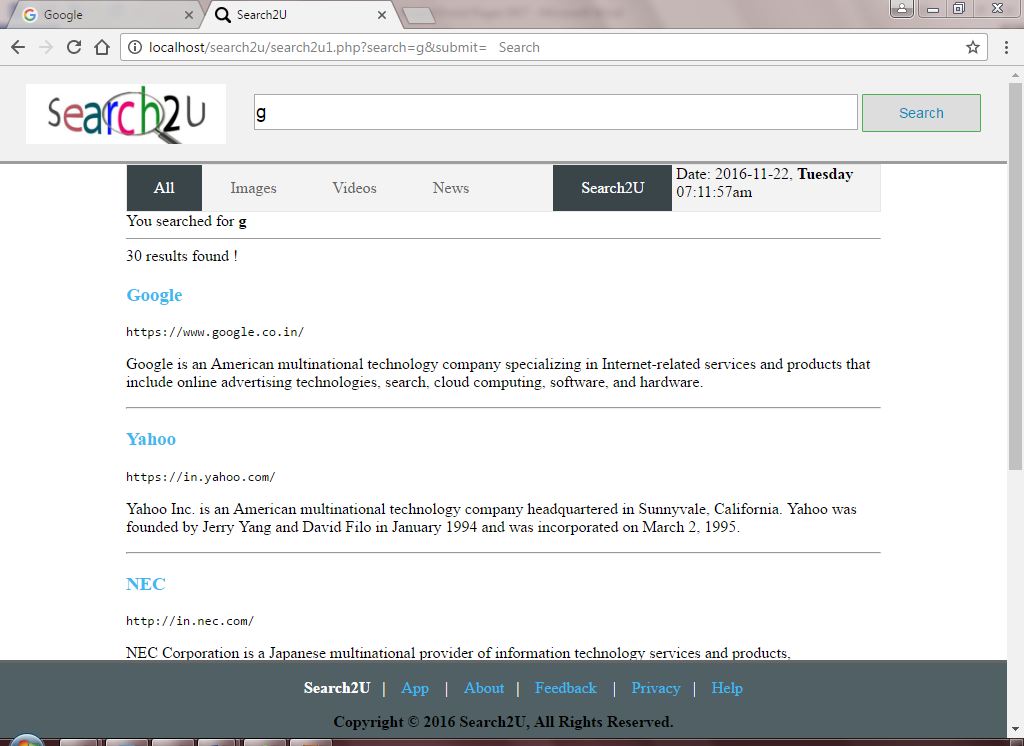 Google
Search2U
localhost/search2u/search2u1.php?search=g&submit= Search
Search2U
g
Search
All
Images
Videos
News
Search2U
Date: 2016-11-22, Tuesday
07:11:57am
You searched for g
30 results found !
Google
https://www.google.co.in/
Google is an American multinational technology company specializing in Internet-related services and products that
include online advertising technologies, search, cloud computing, software, and hardware.
Yahoo
https://in.yahoo.com/
Yahoo Inc. is an American multinational technology company headquartered in Sunnyvale, California. Yahoo was
founded by Jerry Yang and David Filo in January 1994 and was incorporated on March 2, 1995.
NEC
http://in.nec.com/
NEC Corporation is a Japanese multinational provider of information technology services and products,
Search2U | App | About | Feedback | Privacy | Help
Copyright © 2016 Search2U, All Rights Reserved.